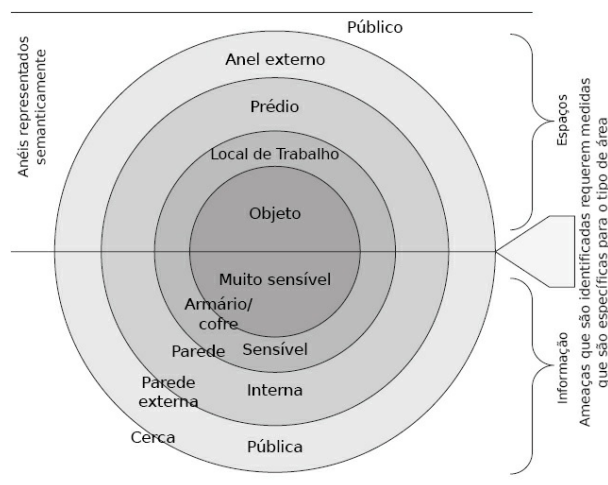 Público
Anéis representados
semanticamente
Anel externo
Prédio
Local de Trabalho
Objeto
Muito sensível
Armário/
cofre
Parede
Sensível
Parede
externa
Interna
Cerca
Pública
Espaços
Informação
Ameaças que são identificadas requerem medidas
que são específicas para o tipo de área